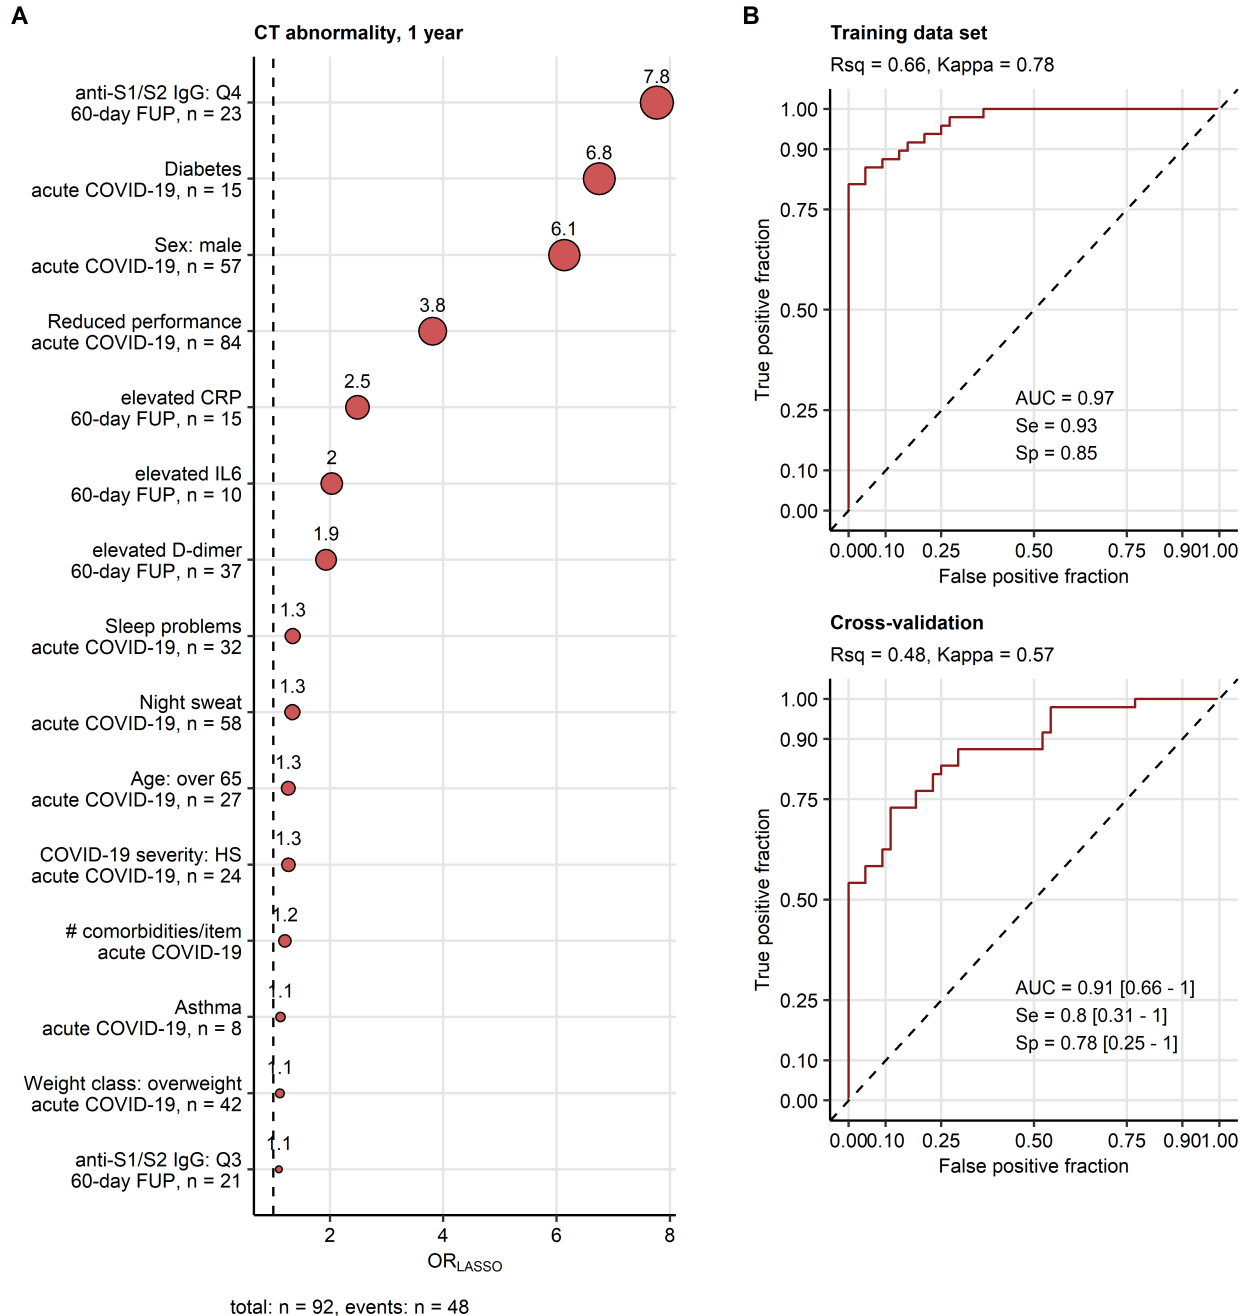 A
CT abnormality, 1 year
anti-S1/S2 IgG: Q4
60-day FUP, n = 23
7.8
Diabetes
acute COVID-19, n = 15
6.8
Sex: male
acute COVID-19, n = 57
6.1
Reduced performance
acute COVID-19, n = 84
3.8
elevated CRP
60-day FUP, n = 15
2.5
elevated IL6
60-day FUP, n = 10
2
elevated D-dimer
60-day FUP, n = 37
1.9
Sleep problems
acute COVID-19, n = 32
1.3
Night sweat
acute COVID-19, n = 58
1.3
Age: over 65
acute COVID-19, n = 27
1.3
COVID-19 severity: HS
acute COVID-19, n = 24
1.3
# comorbidities/item
acute COVID-19
1.2
Asthma
acute COVID-19, n = 8
1.1
Weight class: overweight
acute COVID-19, n = 42
1.1
anti-S1/S2 IgG: Q3
60-day FUP, n = 21
1.1
2 4 6 8
ORLASSO
total: n = 92, events: n = 48
B
Training data set
Rsq = 0.66, Kappa = 0.78
True positive fraction
1.00
0.90
0.75
0.50
0.25
0.10
0.00
AUC = 0.97
Se = 0.93
Sp = 0.85
0.00 0.10 0.25 0.50 0.75 0.90 1.00
False positive fraction
Cross-validation
Rsq = 0.48, Kappa = 0.57
True positive fraction
1.00
0.90
0.75
0.50
0.25
0.10
0.00
AUC = 0.91 [0.66 - 1]
Se = 0.8 [0.31 - 1]
Sp = 0.78 [0.25 - 1]
0.00 0.10 0.25 0.50 0.75 0.90 1.00
False positive fraction